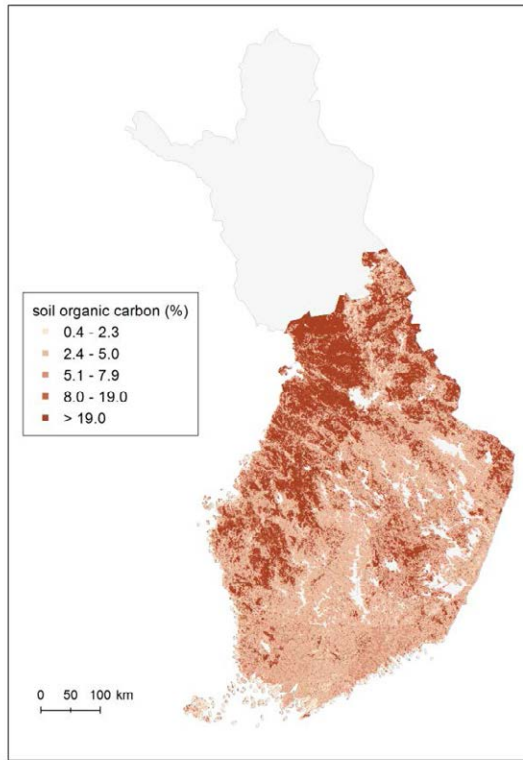 soil organic carbon (%)
0.4 - 2.3
2.4 - 5.0
5.1 - 7.9
8.0 - 19.0
> 19.0
0 50 100 km